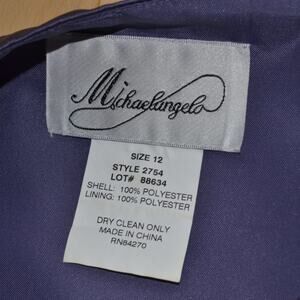 Michaelangelo
SIZE 12
STYLE 2754
LOT# B8634
SHELL: 100% POLYESTER
LINING: 100% POLYESTER
DRY CLEAN ONLY
MADE IN CHINA
RN84270